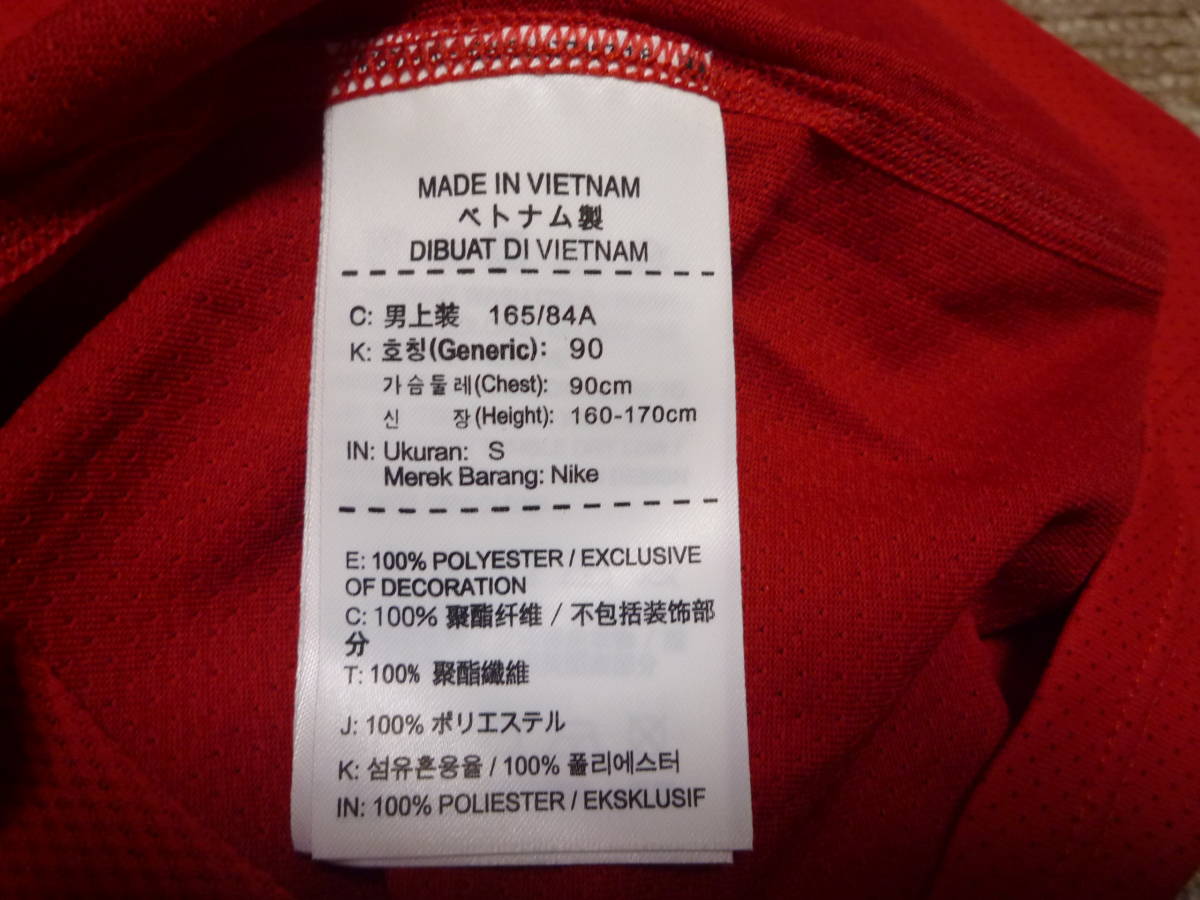 MADE IN VIETNAM
ベトナム製
DIBUAT DI VIETNAM
C: 男上装 165/84A
K: 호칭(Generic): 90
가슴둘레(Chest): 90cm
신 장(Height): 160-170cm
IN: Ukuran: S
Merek Barang: Nike
E: 100% POLYESTER / EXCLUSIVE
OF DECORATION
C: 100% 聚酯纤维 / 不包括装饰部
分
T: 100% 聚酯纖維
J: 100% ポリエステル
K: 섬유혼용율 / 100% 폴리에스터
IN: 100% POLIESTER / EKSKLUSIF